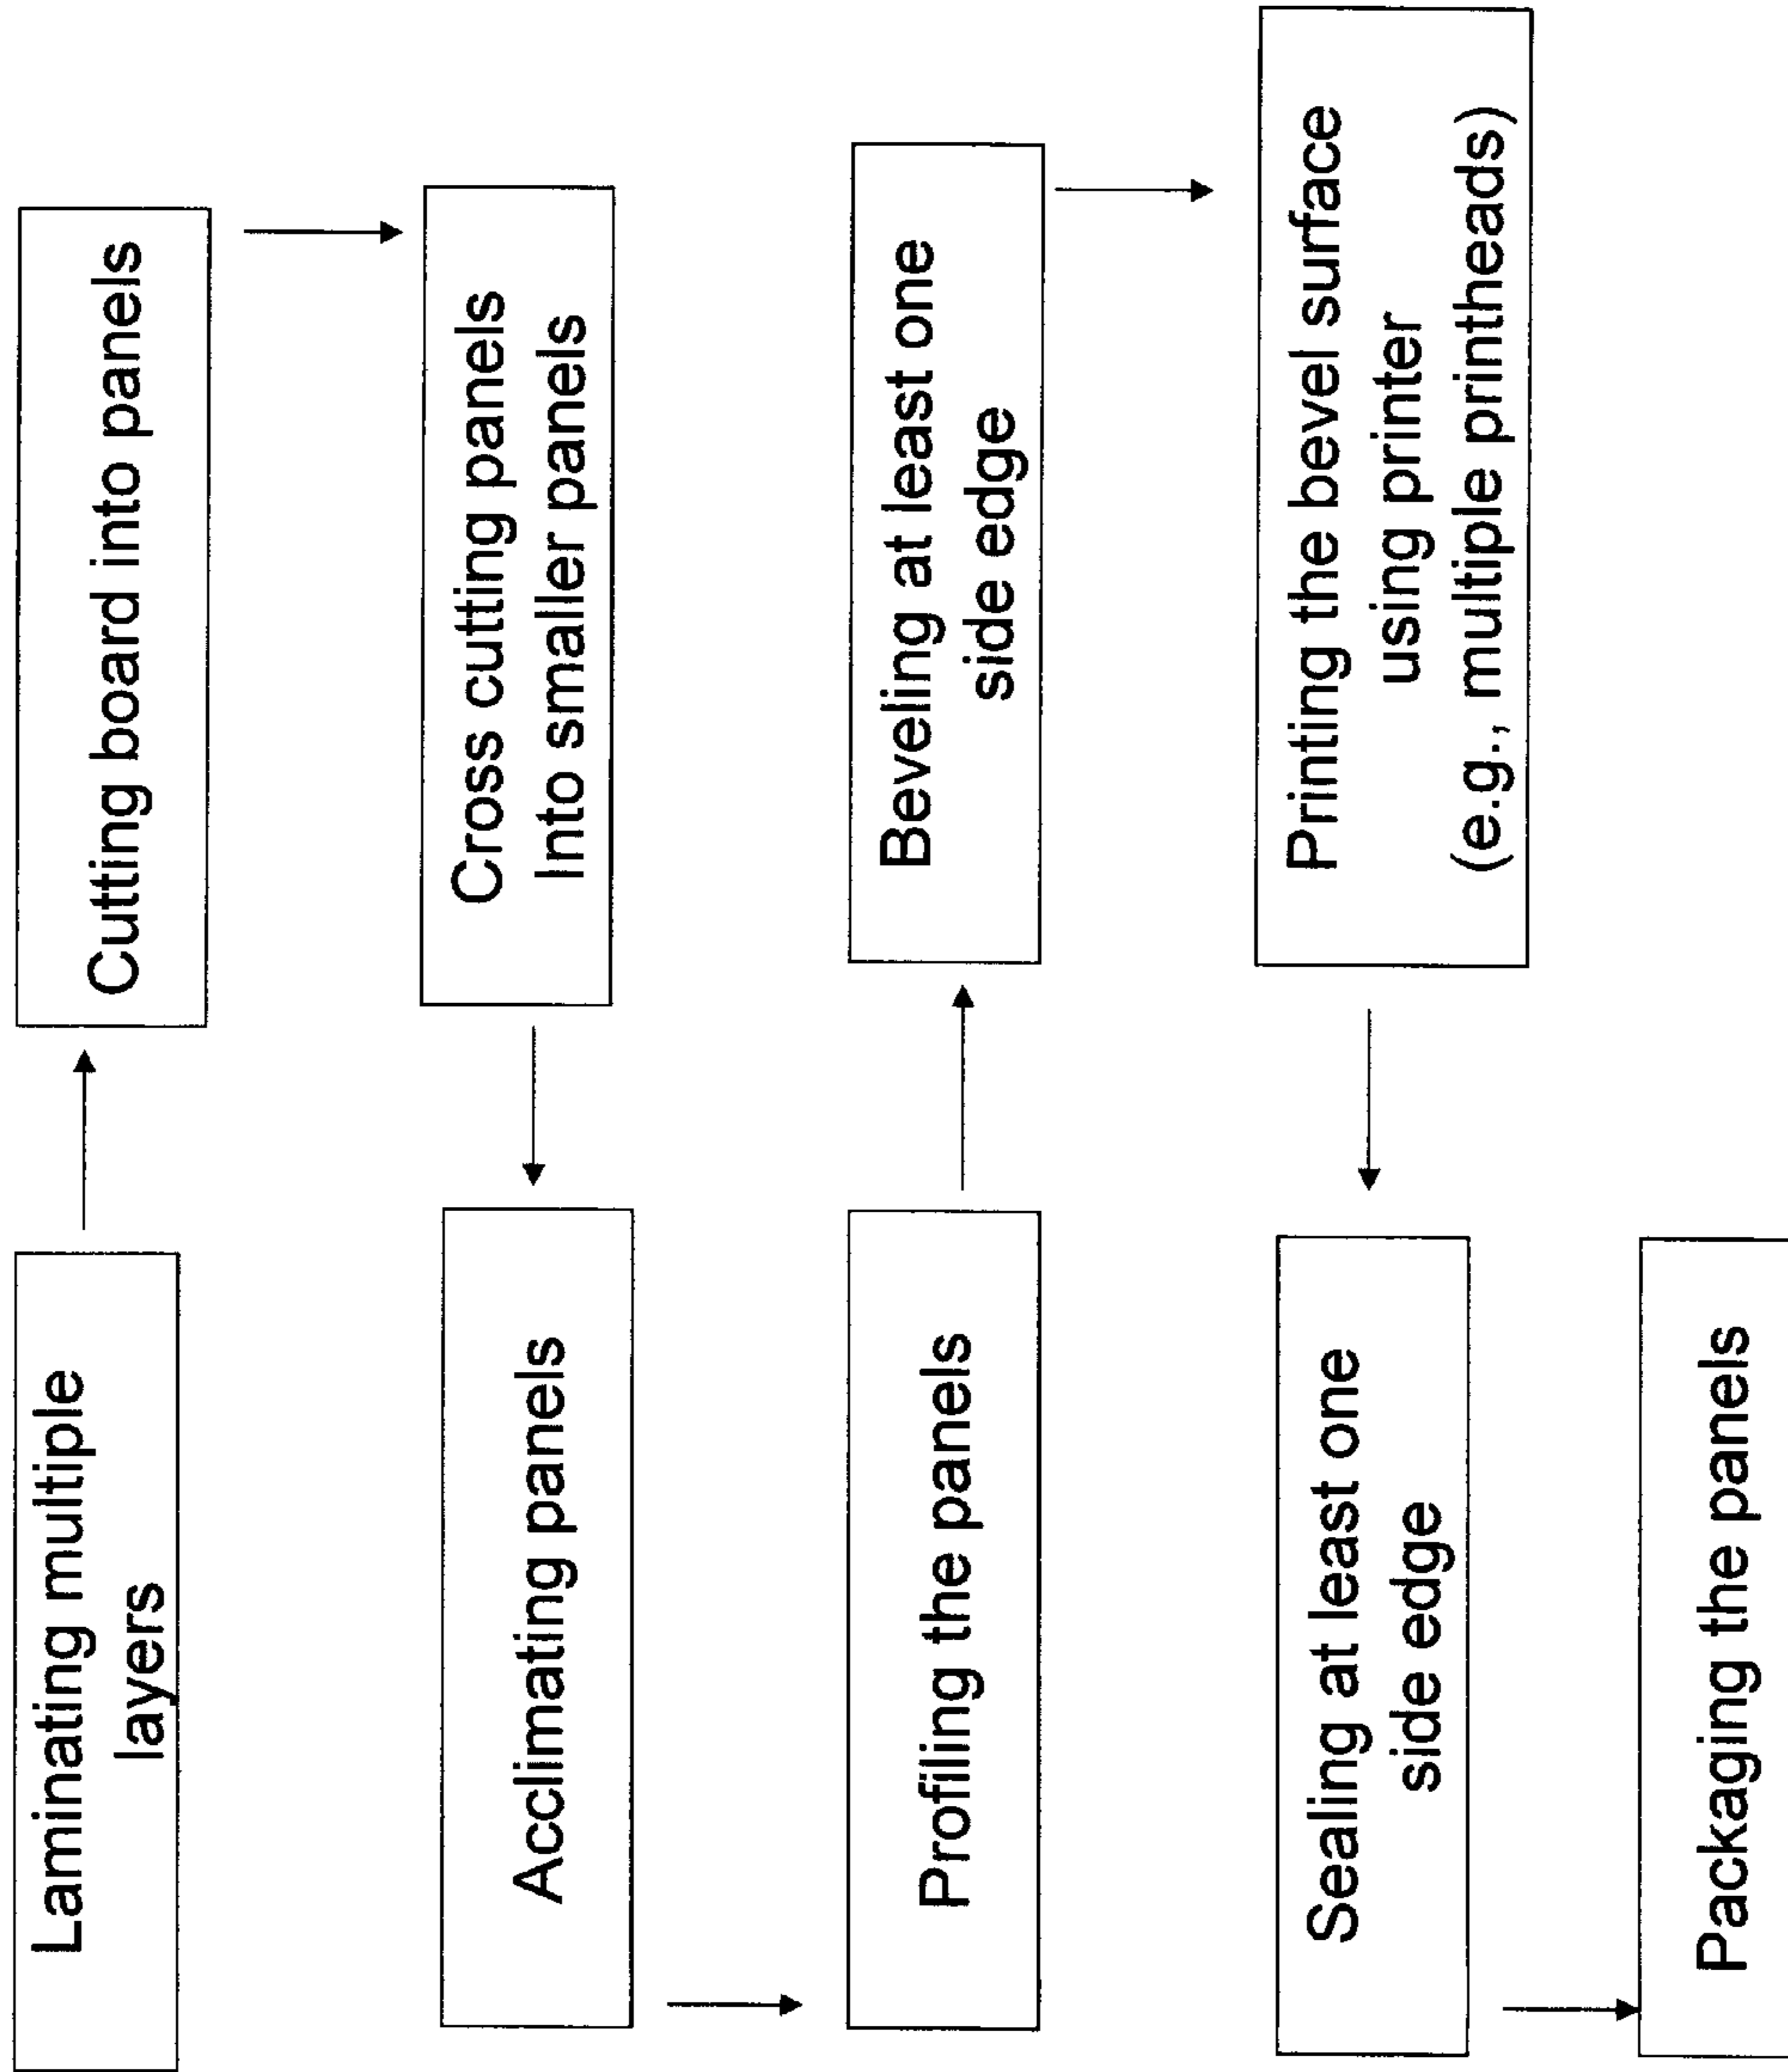 Laminating multiple
layers
Cutting board into panels
Cross cutting panels
Into smaller panels
Acclimating panels
Profiling the panels
Beveling at least one
side edge
Printing the bevel surface
using printer
(e.g., multiple printheads)
Sealing at least one
side edge
Packaging the panels